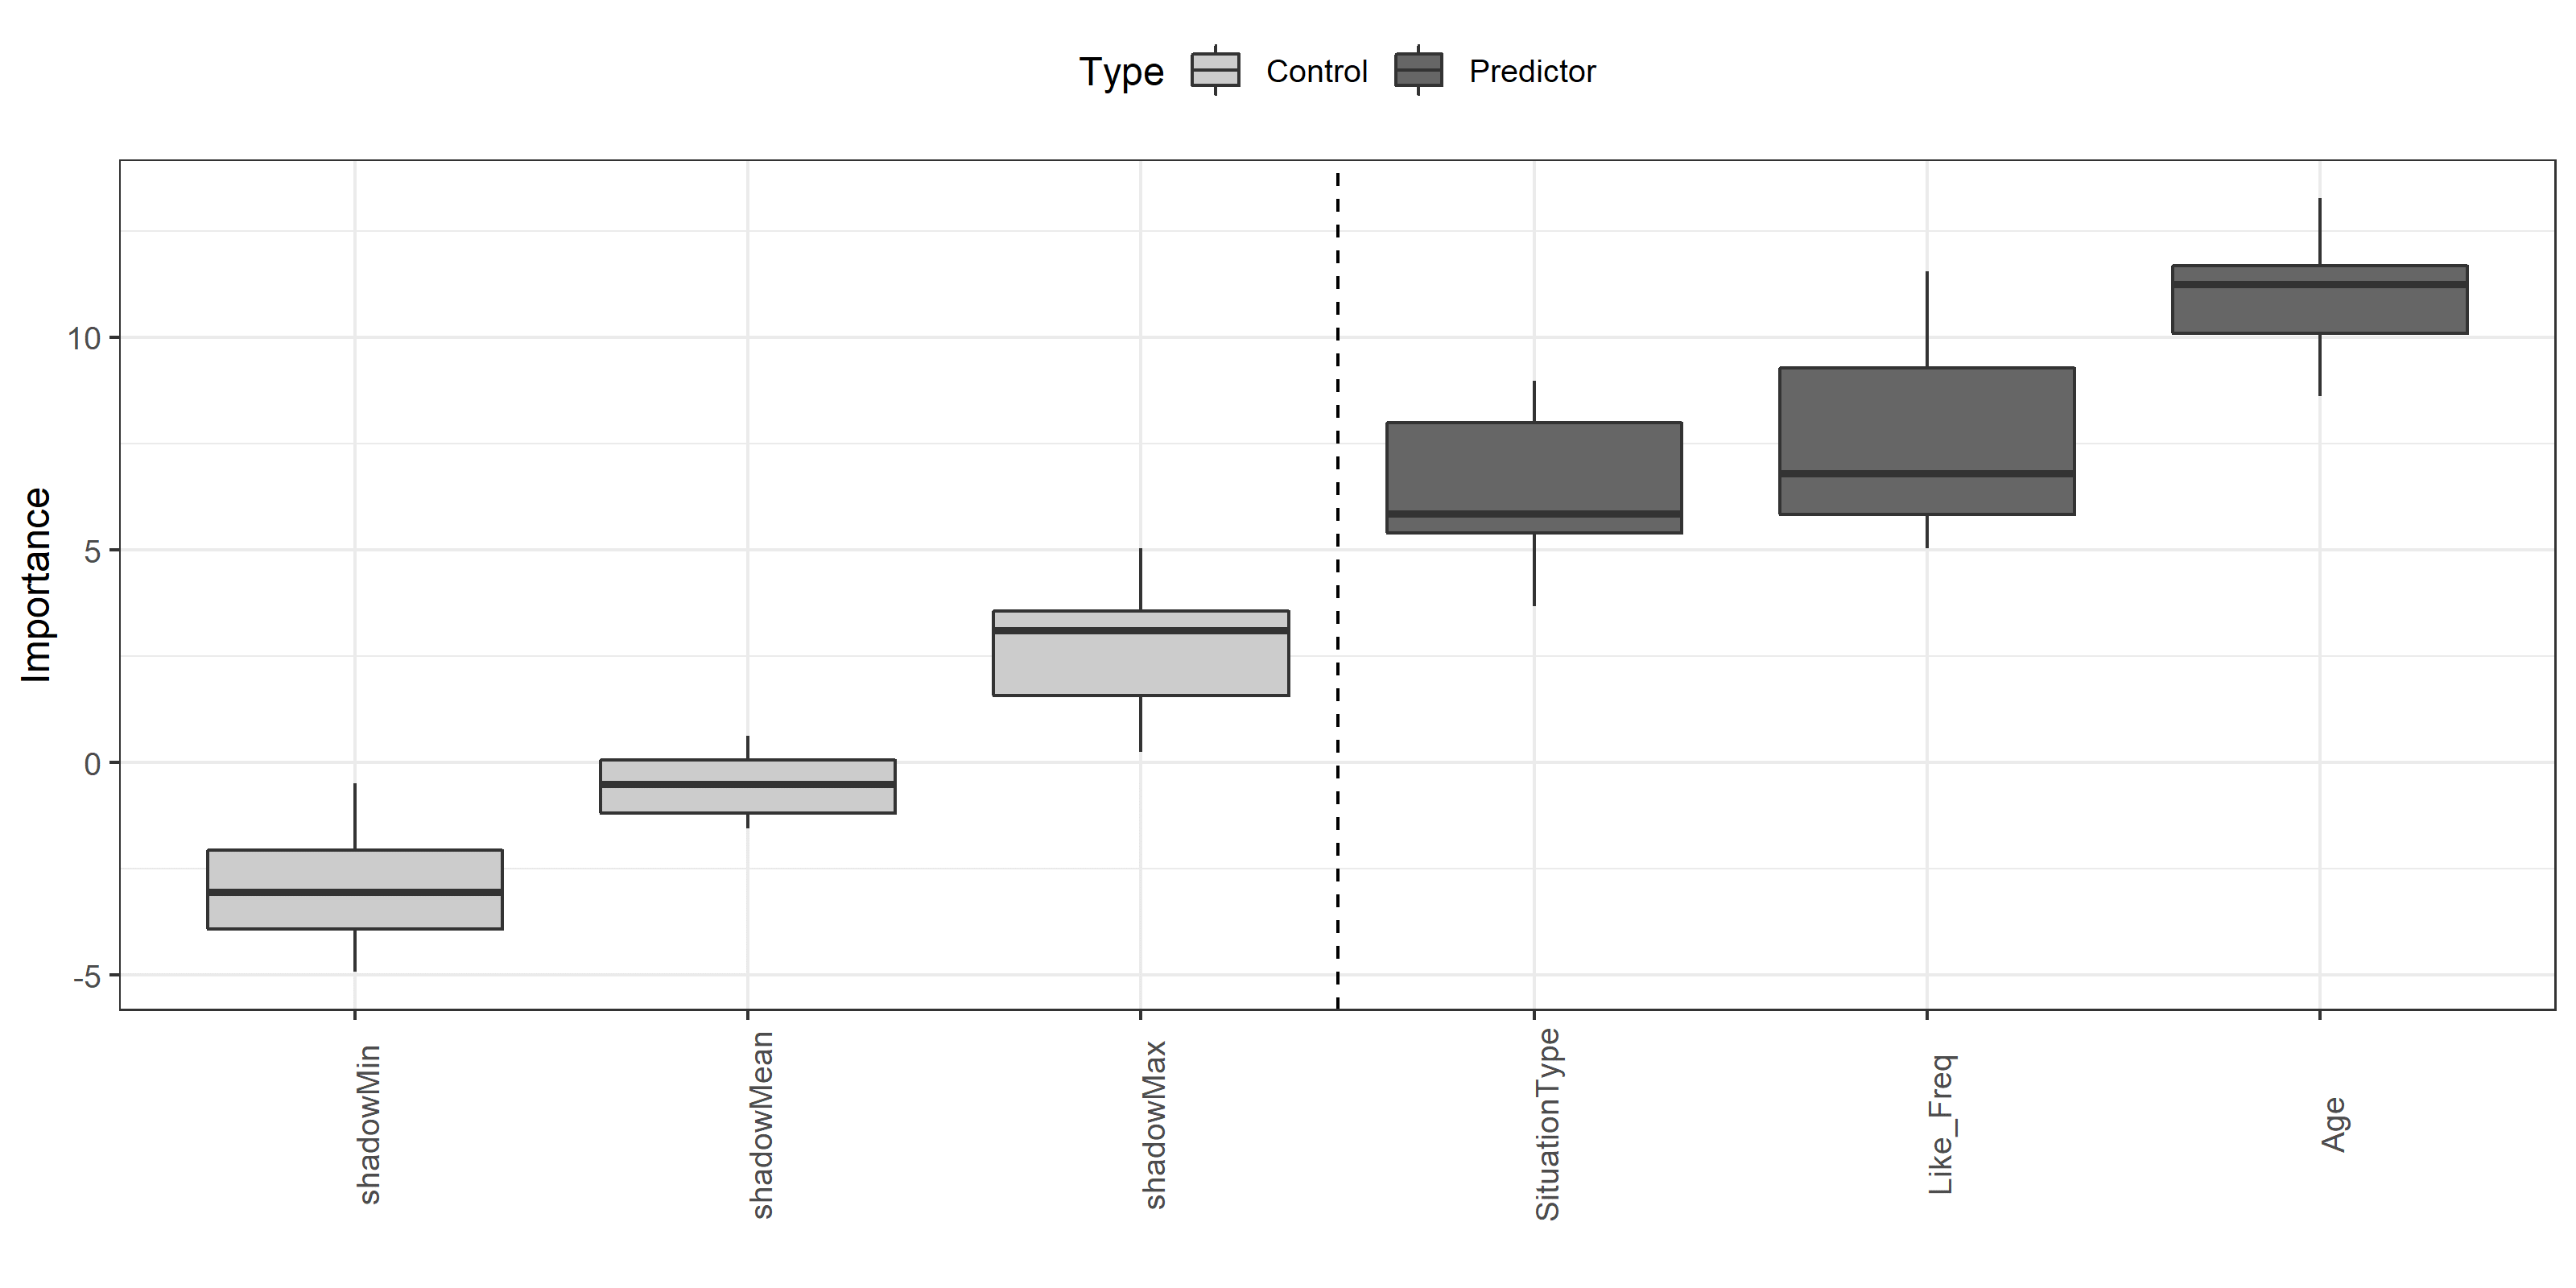 Type Control Predictor
Importance
10
5
0
-5
shadowMin
shadowMean
shadowMax
SituationType
Like_Freq
Age